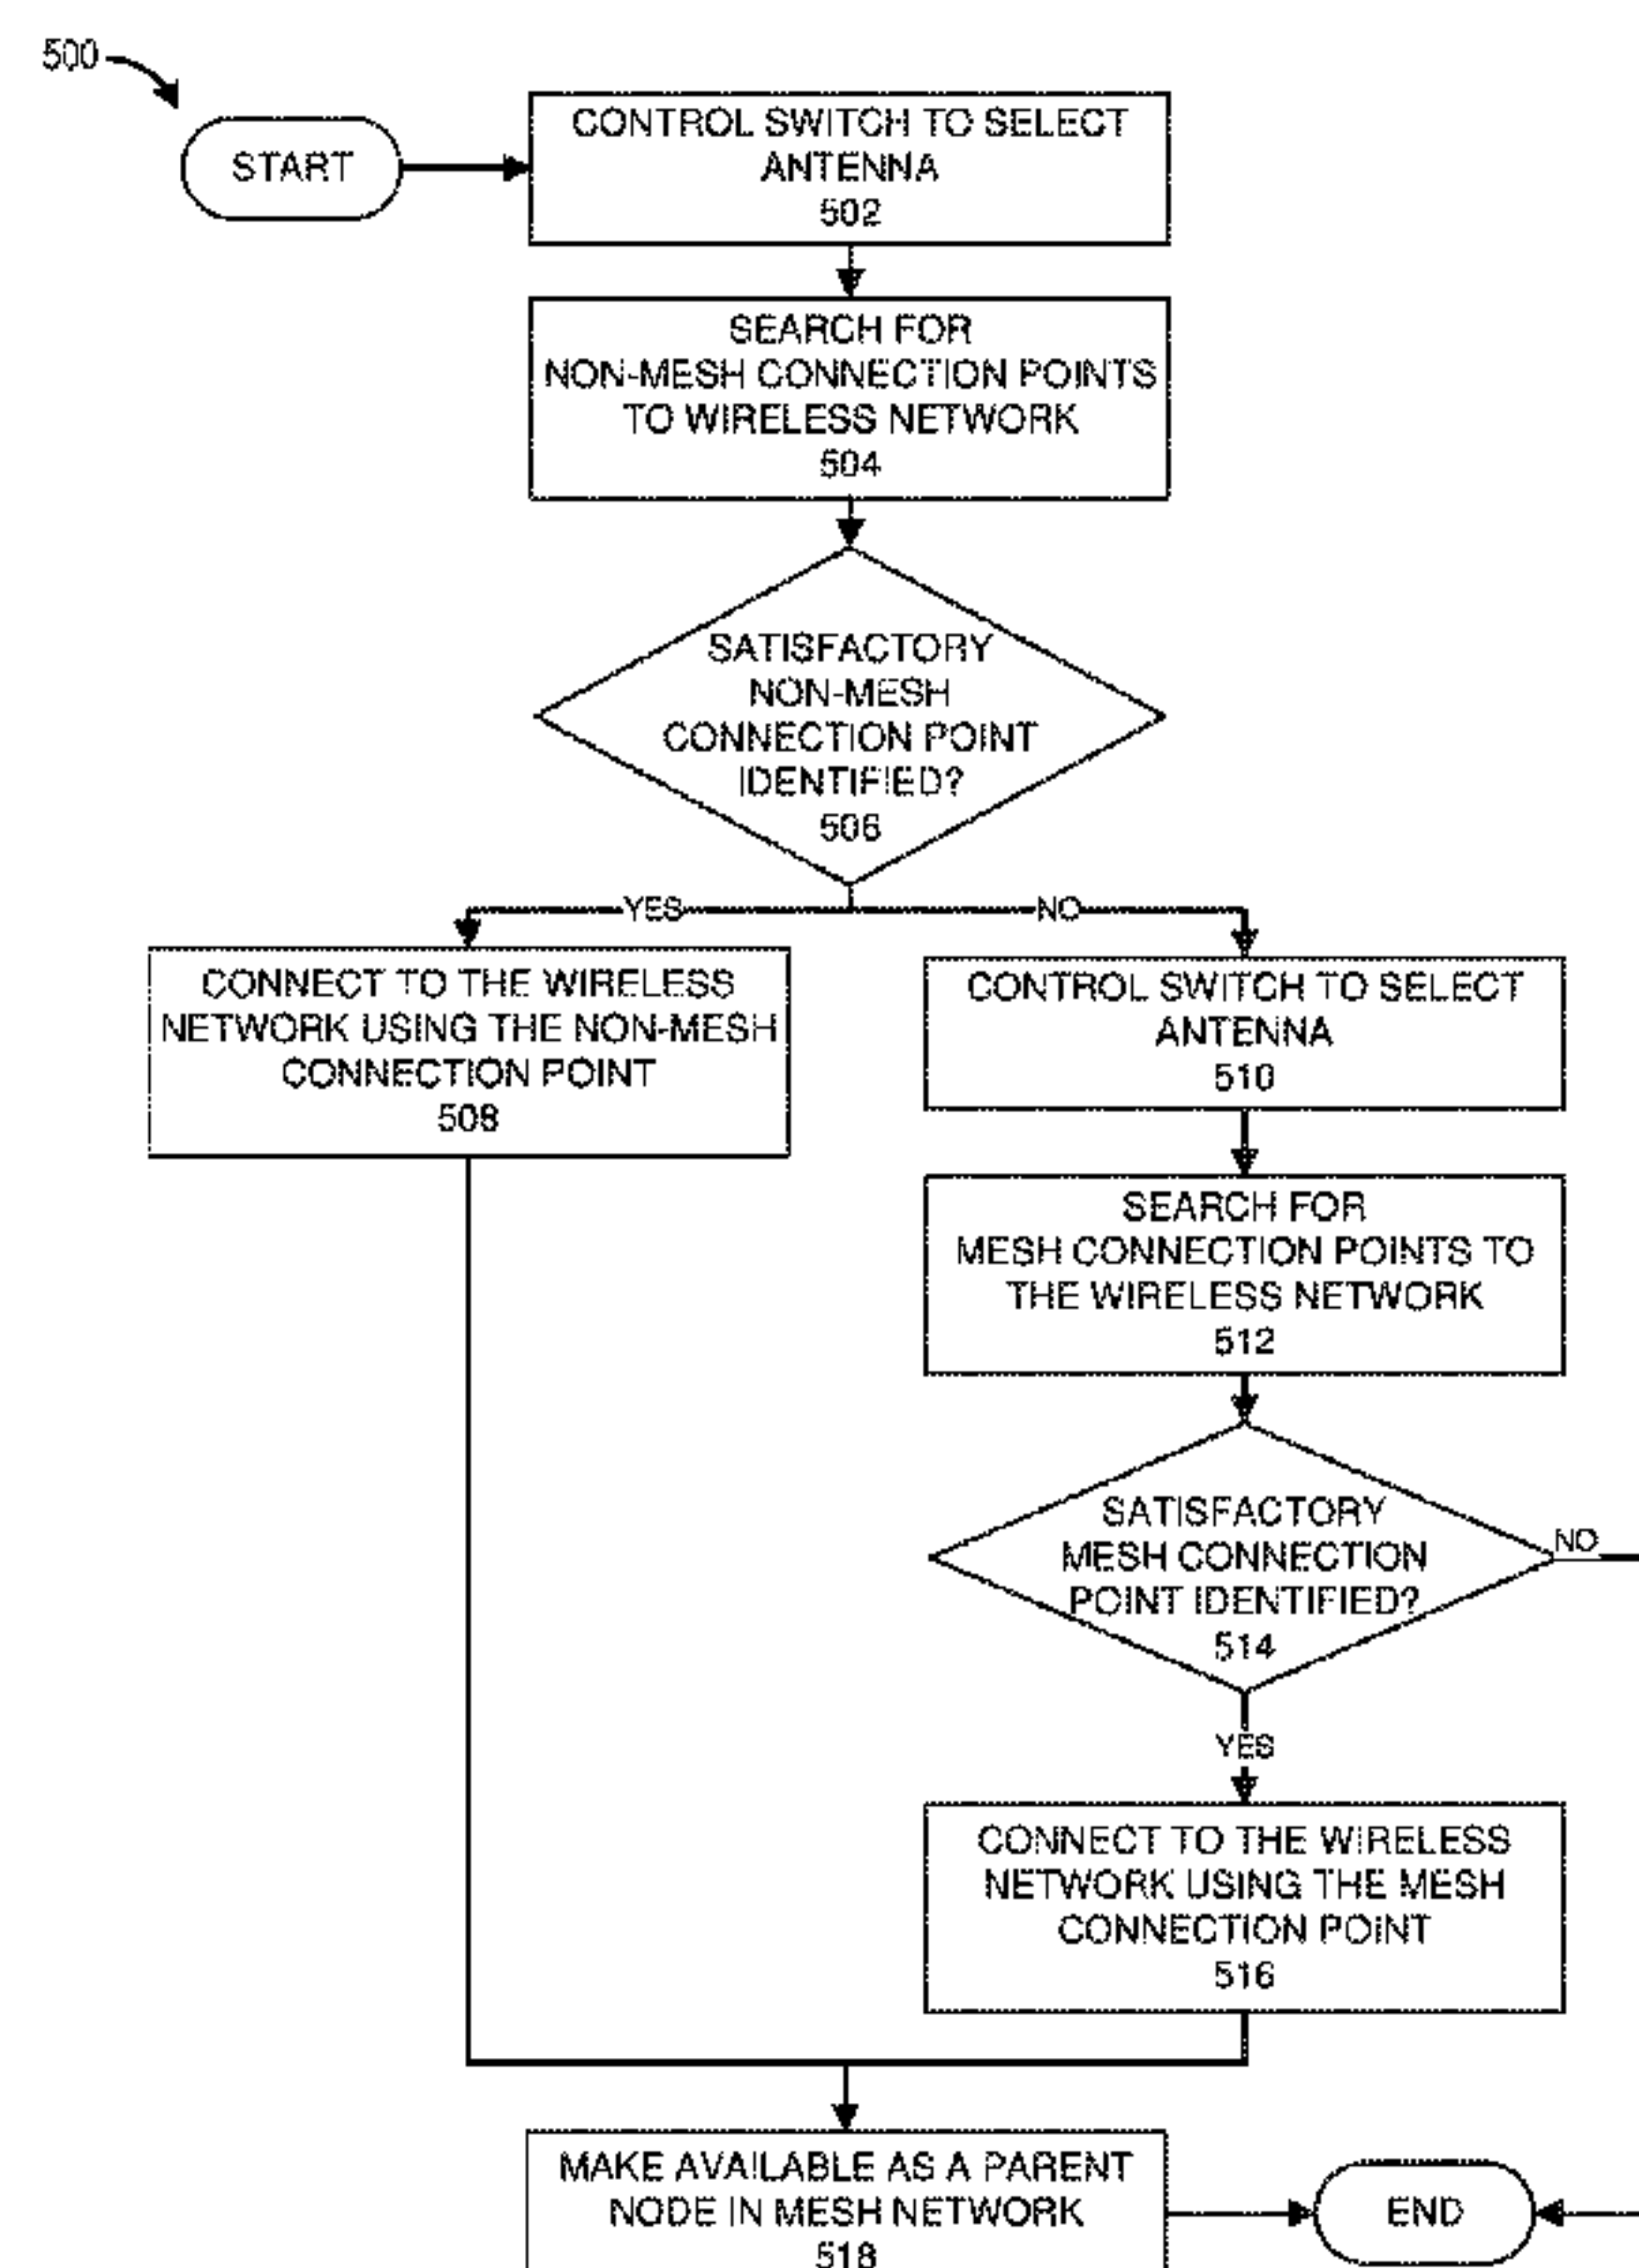 500
START
CONTROL SWITCH TO SELECT
ANTENNA
502
SEARCH FOR
NON-MESH CONNECTION POINTS
TO WIRELESS NETWORK
504
SATISFACTORY
NON-MESH
CONNECTION POINT
IDENTIFIED?
506
YES
NO
CONNECT TO THE WIRELESS
NETWORK USING THE NON-MESH
CONNECTION POINT
508
CONTROL SWITCH TO SELECT
ANTENNA
510
SEARCH FOR
MESH CONNECTION POINTS TO
THE WIRELESS NETWORK
512
SATISFACTORY
MESH CONNECTION
POINT IDENTIFIED?
514
NO
YES
CONNECT TO THE WIRELESS
NETWORK USING THE MESH
CONNECTION POINT
516
MAKE AVAILABLE AS A PARENT
NODE IN MESH NETWORK
518
END